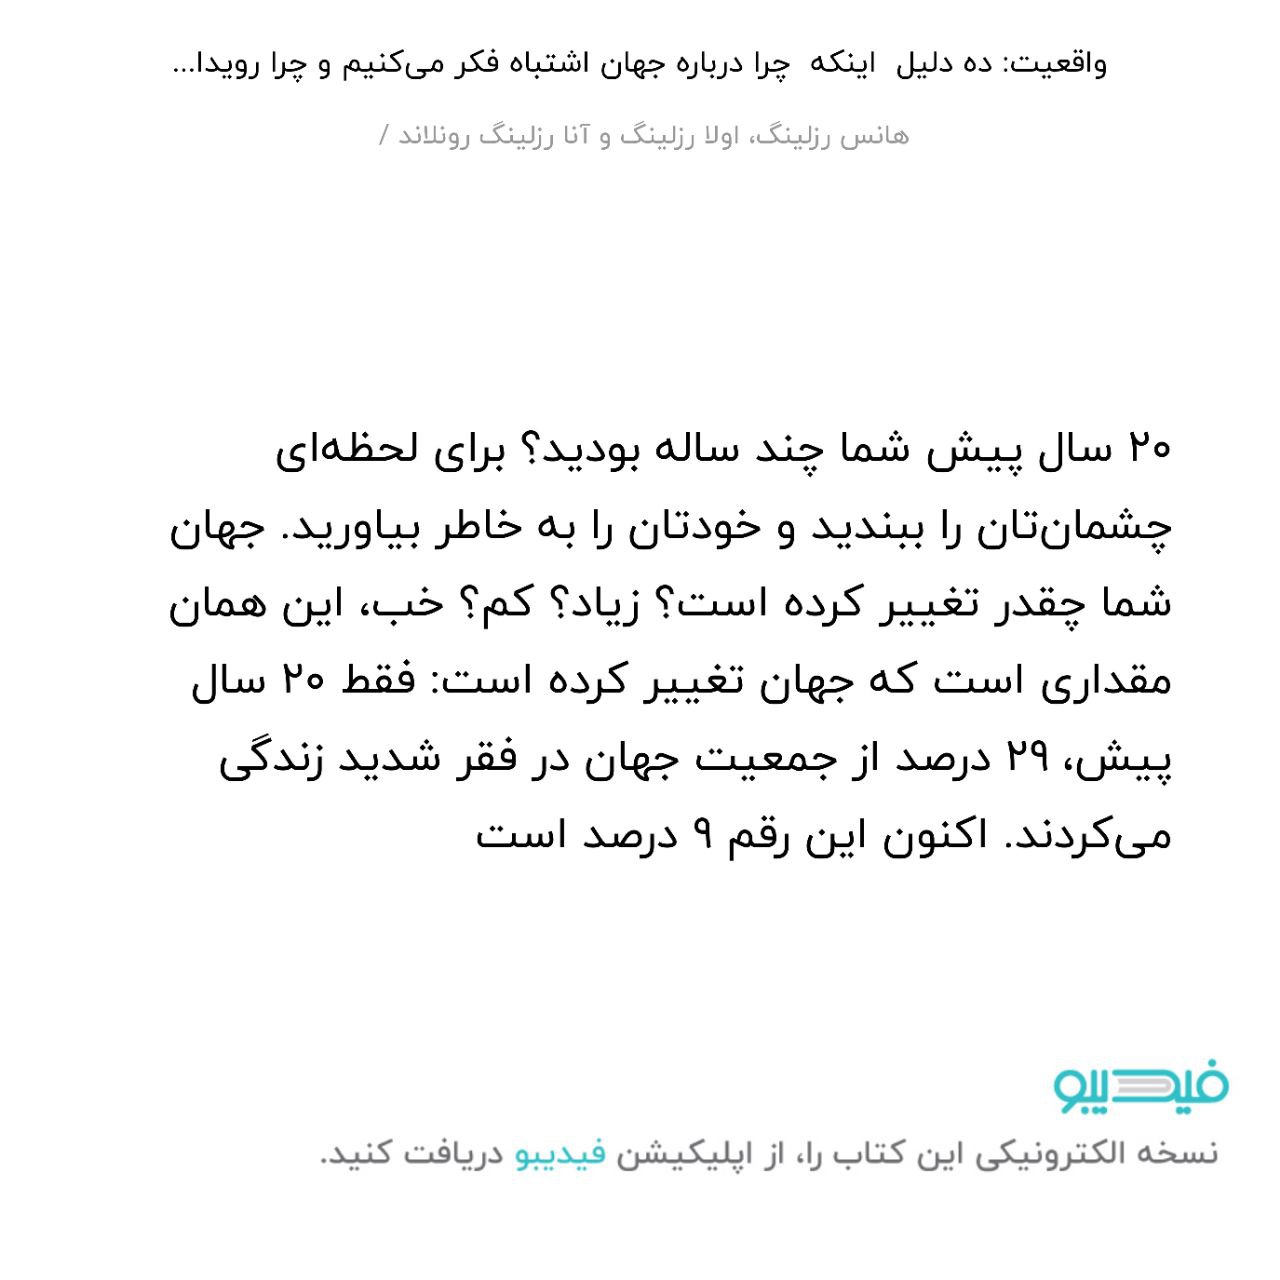 واقعیت: ده دلیل اینکه چرا درباره جهان اشتباه فکر می‌کنیم و چرا رویدا...
هانس رزلینگ، اولا رزلینگ و آنا رزلینگ رونلاند /
۲۰ سال پیش شما چند ساله بودید؟ برای لحظه‌ای
چشمان‌تان را ببندید و خودتان را به خاطر بیاورید. جهان
شما چقدر تغییر کرده است؟ زیاد؟ کم؟ خب، این همان
مقداری است که جهان تغییر کرده است: فقط ۲۰ سال
پیش، ۲۹ درصد از جمعیت جهان در فقر شدید زندگی
می‌کردند. اکنون این رقم ۹ درصد است
فیدیبو
نسخه الکترونیکی این کتاب را، از اپلیکیشن فیدیبو دریافت کنید.